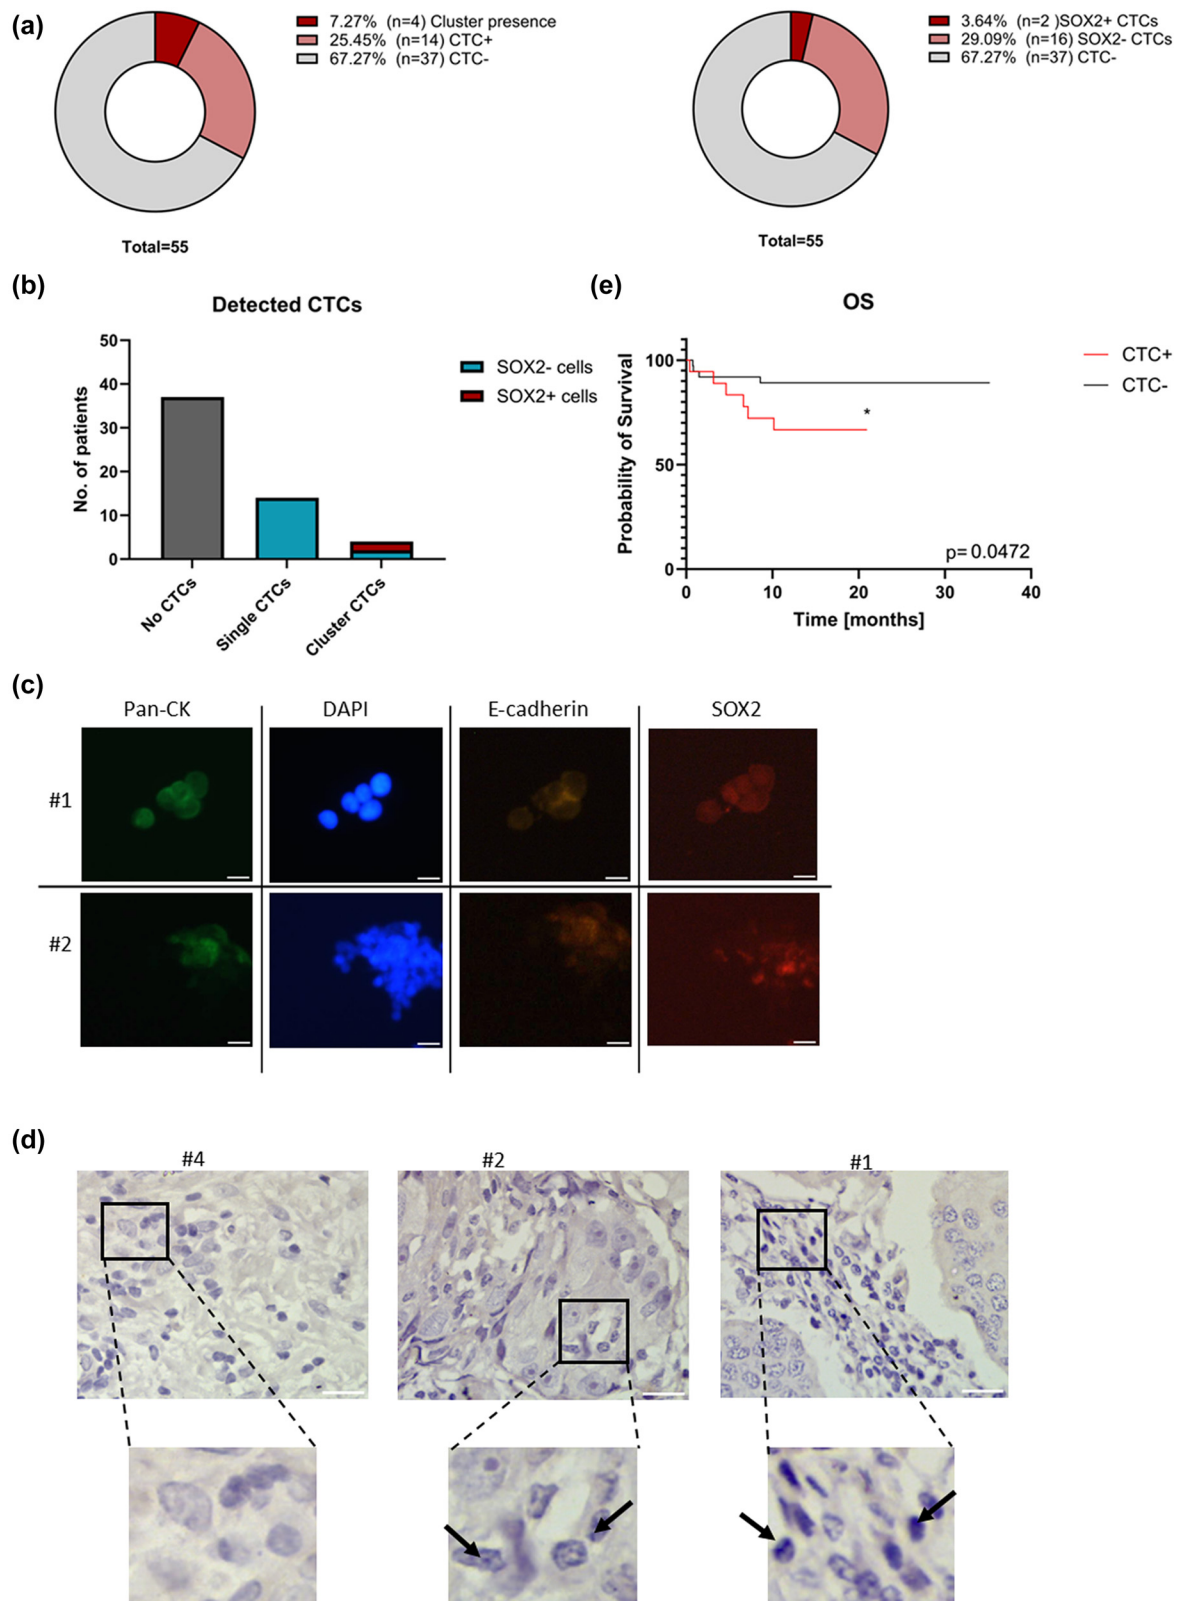 (a)
7.27% (n=4) Cluster presence
25.45% (n=14) CTC+
67.27% (n=37) CTC-
Total=55
3.64% (n=2 )SOX2+ CTCs
29.09% (n=16) SOX2- CTCs
67.27% (n=37) CTC-
Total=55
(b)
Detected CTCs
No. of patients
50
40
30
20
10
0
No CTCs
Single CTCs
Cluster CTCs
SOX2- cells
SOX2+ cells
(e)
OS
Probability of Survival
100
50
0
0 10 20 30 40
Time [months]
*
p= 0.0472
CTC+
CTC-
(c)
Pan-CK DAPI E-cadherin SOX2
#1
#2
(d)
#4 #2 #1